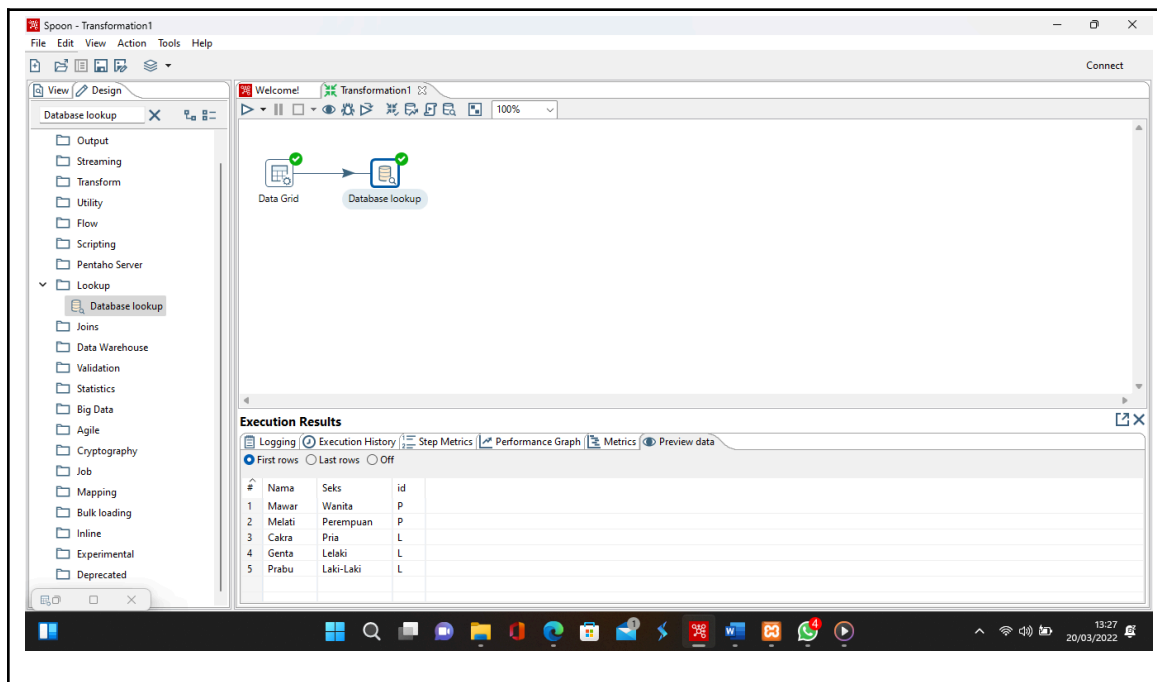 Spoon - Transformation1
File Edit View Action Tools Help
Connect
View
Design
Database lookup
Output
Streaming
Transform
Utility
Flow
Scripting
Pentaho Server
Lookup
Database lookup
Joins
Data Warehouse
Validation
Statistics
Big Data
Agile
Cryptography
Job
Mapping
Bulk loading
Inline
Experimental
Deprecated
Welcome! Transformation1
100%
Data Grid Database lookup
Execution Results
Logging Execution History Step Metrics Performance Graph Metrics Preview data
First rows Last rows Off
# Nama Seks id
1 Mawar Wanita P
2 Melati Perempuan P
3 Cakra Pria L
4 Genta Lelaki L
5 Prabu Laki-Laki L
4
13:27
20/03/2022